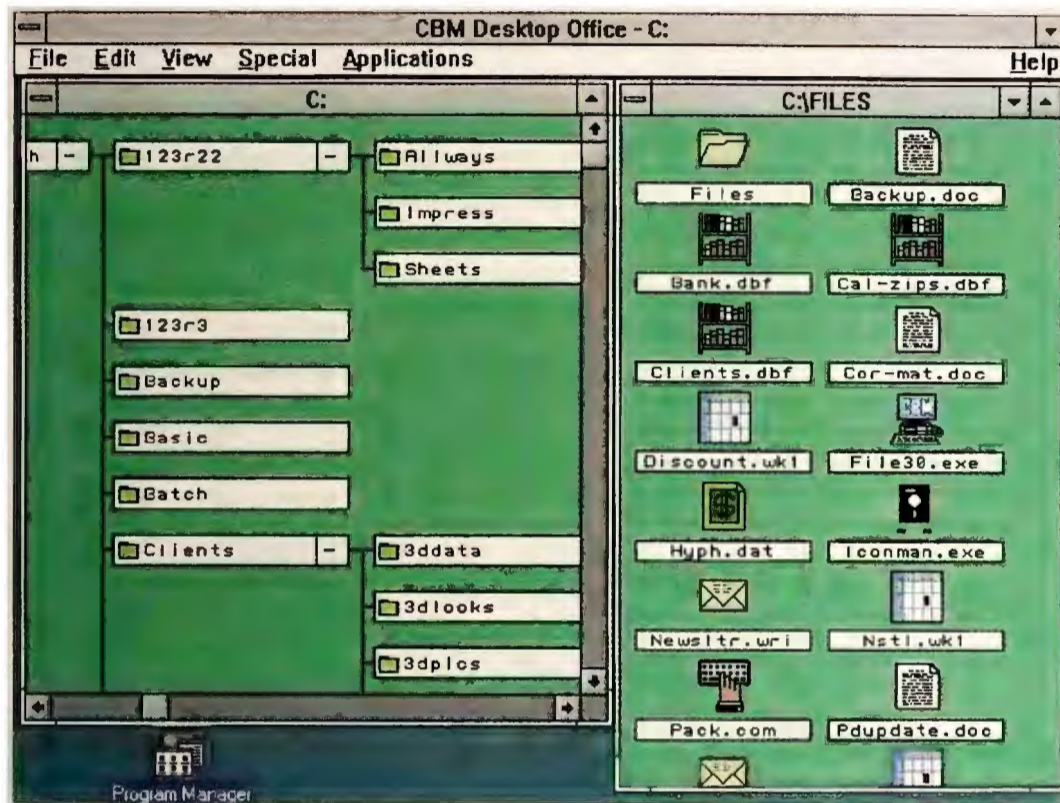 CBM Desktop Office - C:
File Edit View Special Applications Help
C:
h - 123r22 - Allways
Impress
Sheets
123r3
Backup
Basic
Batch
Clients - 3ddata
3dlooks
3dpics
Program Manager
C:\FILES
Files Backup.doc
Bank.dbf Cal-zips.dbf
Clients.dbf Cor-mat.doc
Discount.wk1 File30.exe
Hyph.dat Iconman.exe
Newsltr.wri Nstl.wk1
Pack.com Pdupdate.doc